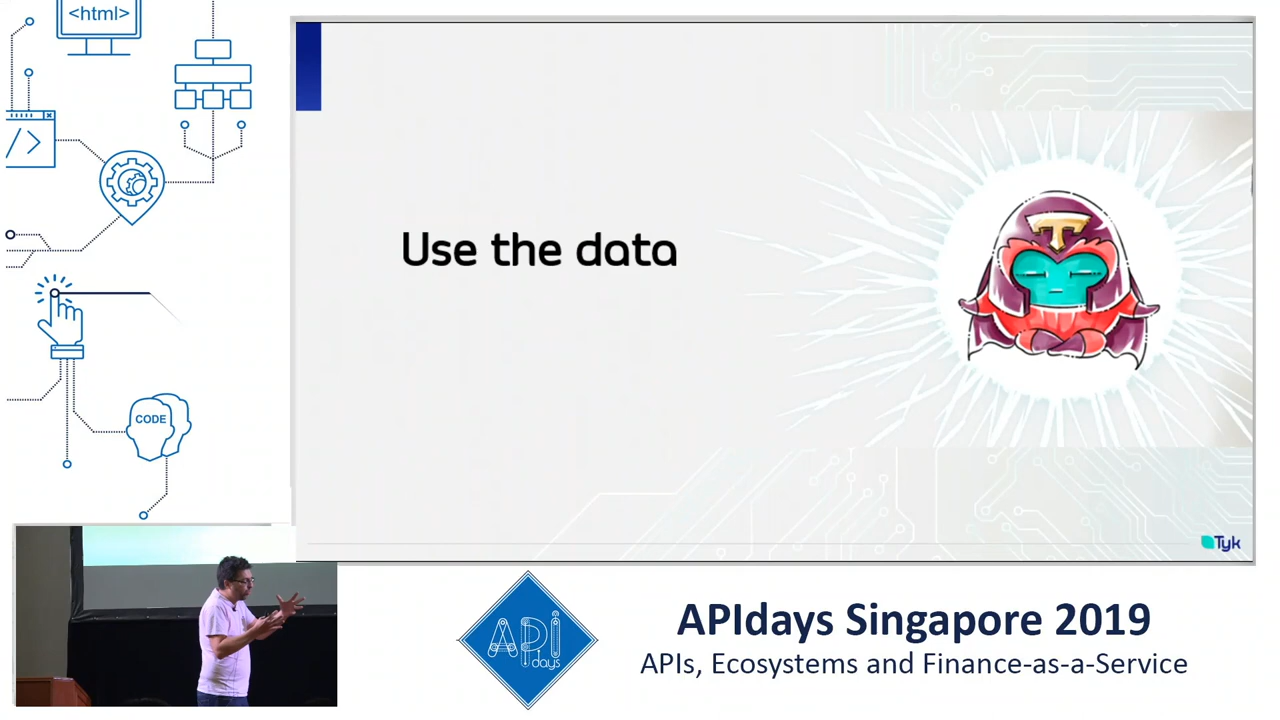 <html>
</>
CODE
Use the data
T
Tyk
API
days
APIdays Singapore 2019
APIs, Ecosystems and Finance-as-a-Service